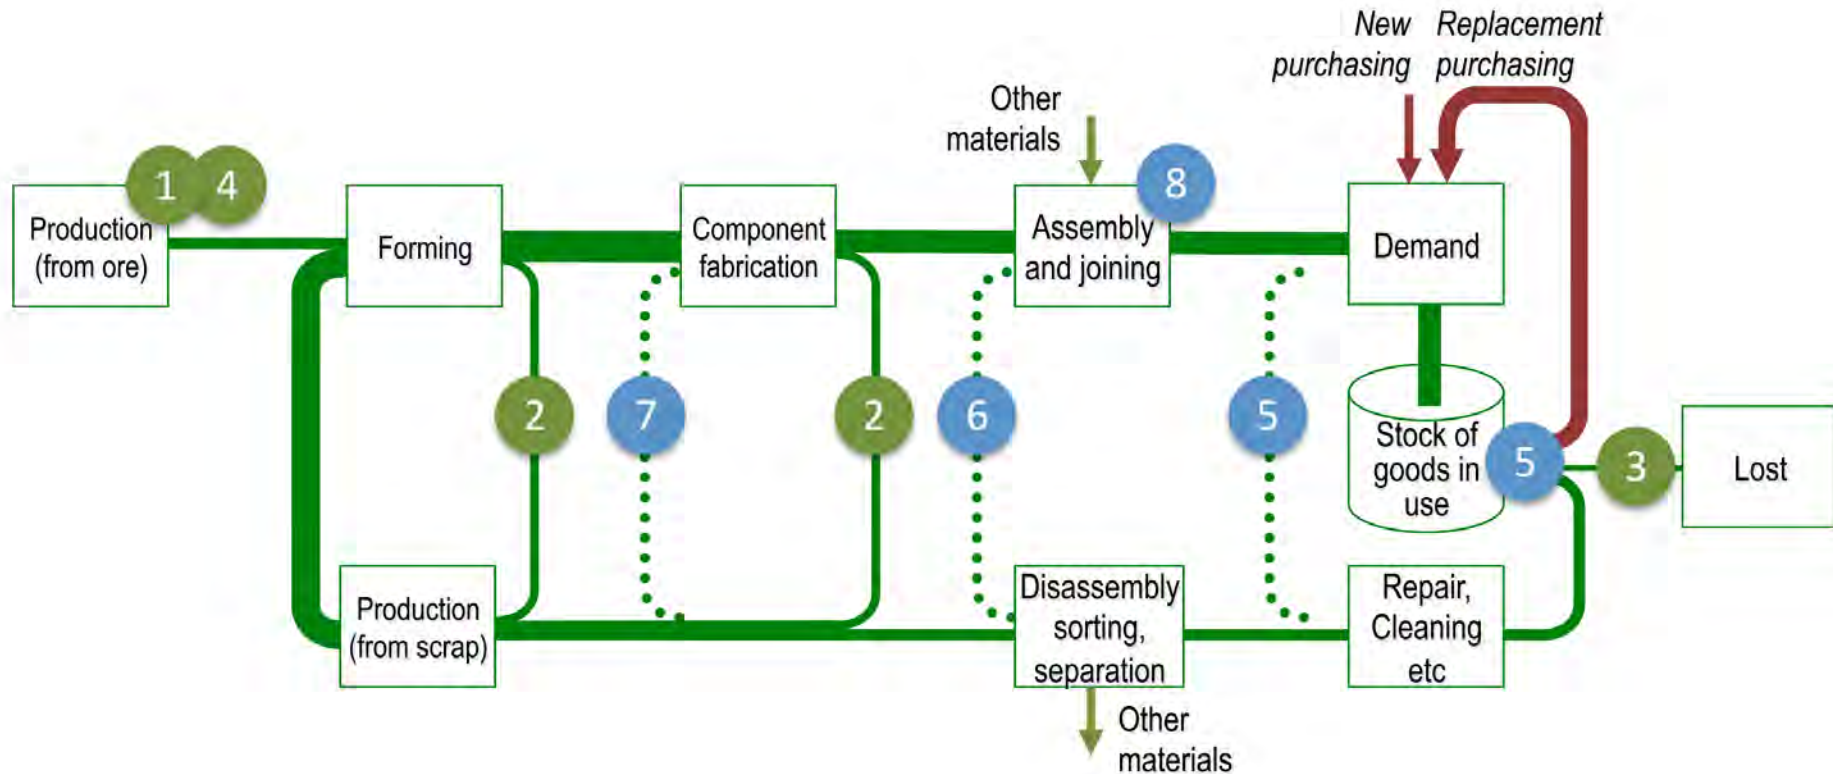 New
purchasing
Replacement
purchasing
Other
materials
1
4
8
Production
(from ore)
Forming
Component
fabrication
Assembly
and joining
Demand
2
7
2
6
5
Stock of
goods in
use
5
3
Lost
Production
(from scrap)
Disassembly
sorting,
separation
Repair,
Cleaning
etc
Other
materials